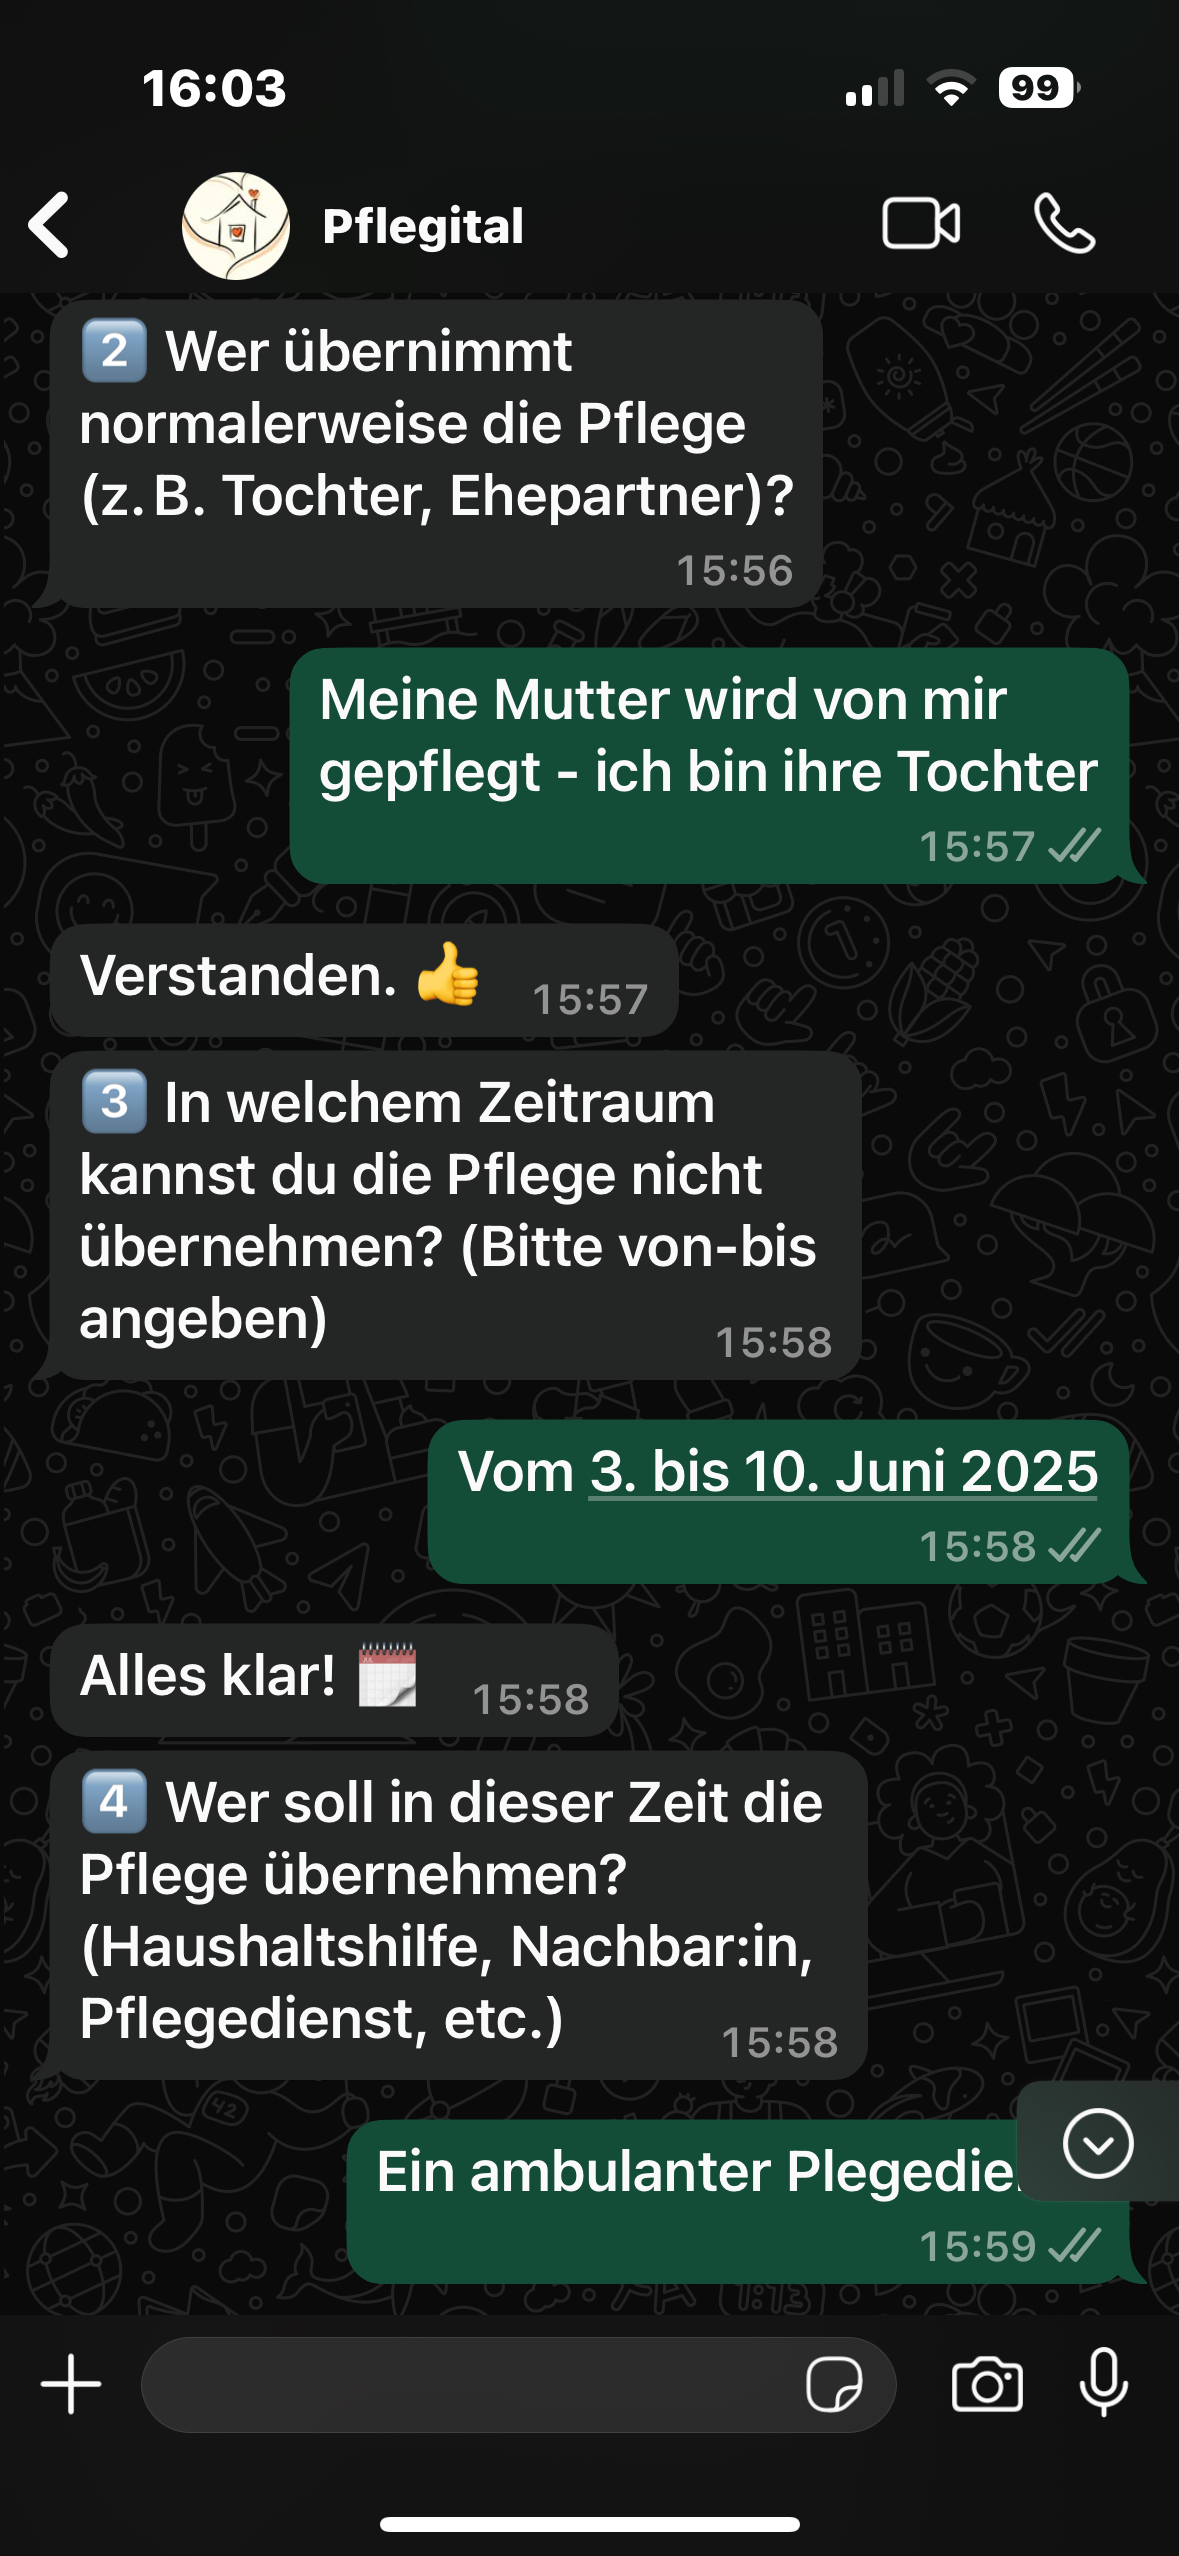 16:03
99
Pflegital
2 Wer übernimmt
normalerweise die Pflege
(z. B. Tochter, Ehepartner)?
15:56
Meine Mutter wird von mir
gepflegt - ich bin ihre Tochter
15:57
Verstanden. 👍
15:57
3 In welchem Zeitraum
kannst du die Pflege nicht
übernehmen? (Bitte von-bis
angeben)
15:58
Vom 3. bis 10. Juni 2025
15:58
Alles klar! 🗓
15:58
4 Wer soll in dieser Zeit die
Pflege übernehmen?
(Haushaltshilfe, Nachbar:in,
Pflegedienst, etc.)
15:58
Ein ambulanter
15:59